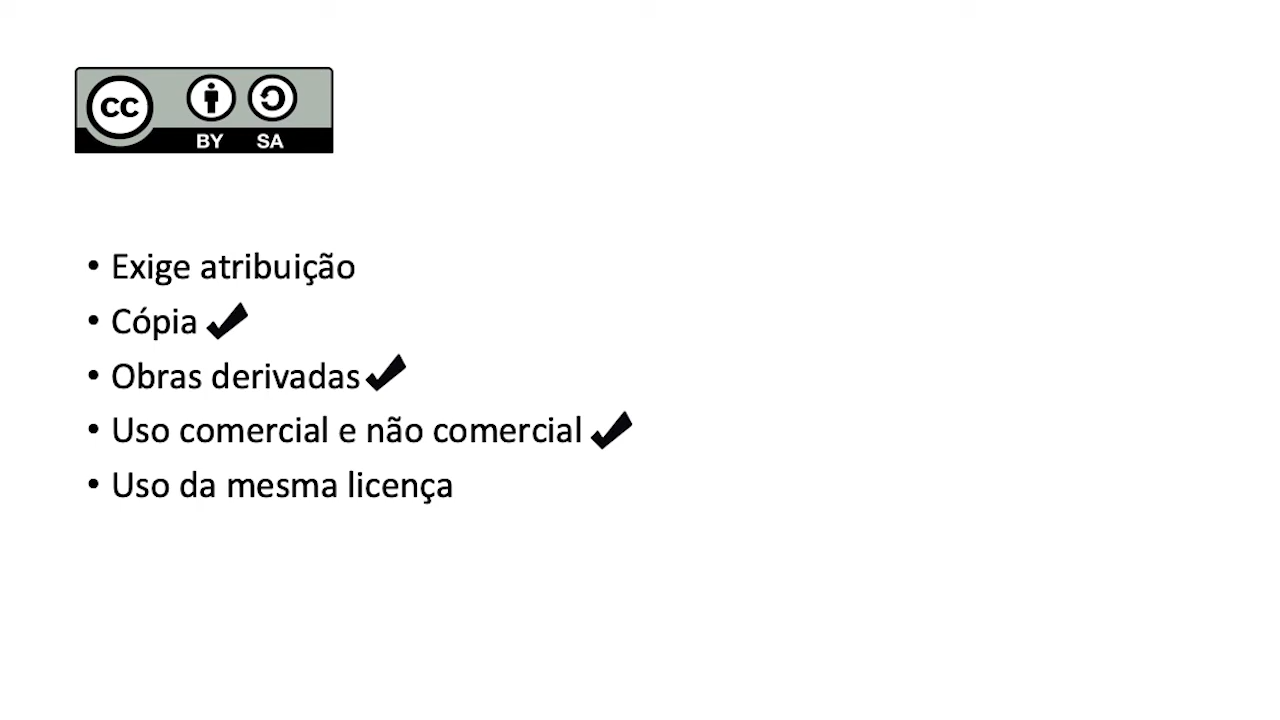 CC
BY SA
• Exige atribuição
• Cópia ✔
• Obras derivadas ✔
• Uso comercial e não comercial ✔
• Uso da mesma licença